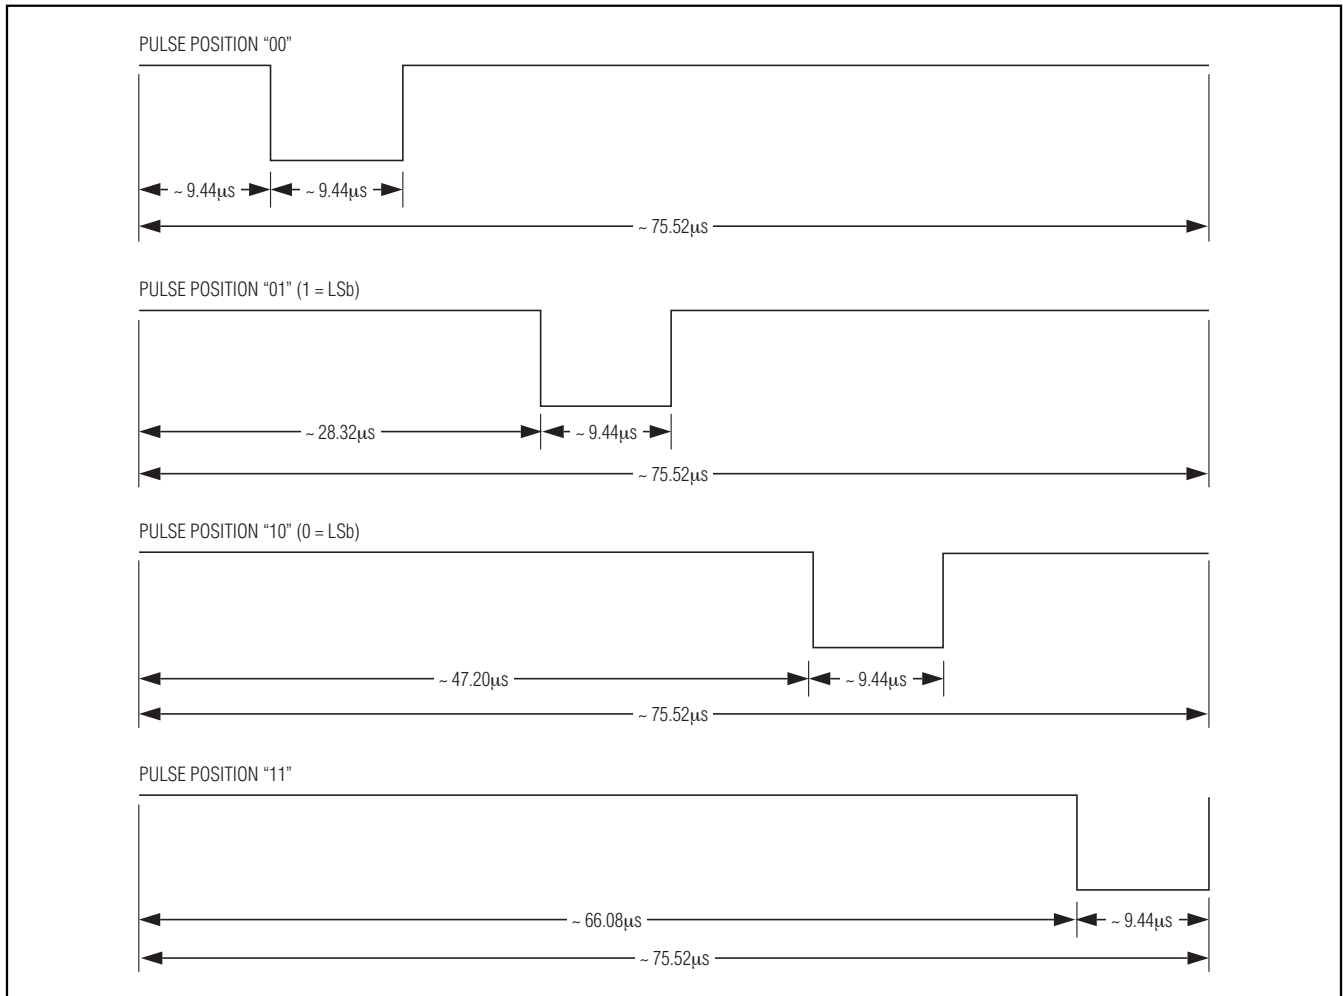 PULSE POSITION “00”
~ 9.44μs
~ 9.44μs
~ 75.52μs
PULSE POSITION “01” (1 = LSb)
~ 28.32μs
~ 9.44μs
~ 75.52μs
PULSE POSITION “10” (0 = LSb)
~ 47.20μs
~ 9.44μs
~ 75.52μs
PULSE POSITION “11”
~ 66.08μs
~ 9.44μs
~ 75.52μs